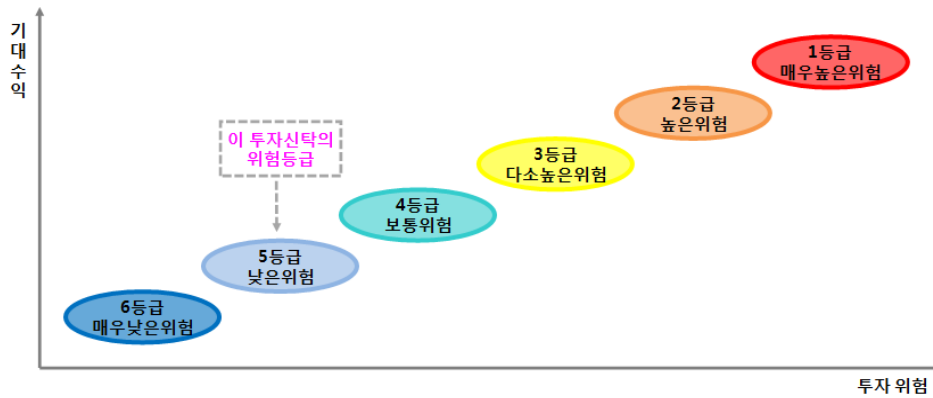 기대수익
1등급
매우높은위험
2등급
높은위험
이 투자신탁의
위험등급
3등급
다소높은위험
4등급
보통위험
5등급
낮은위험
6등급
매우낮은위험
투자 위험